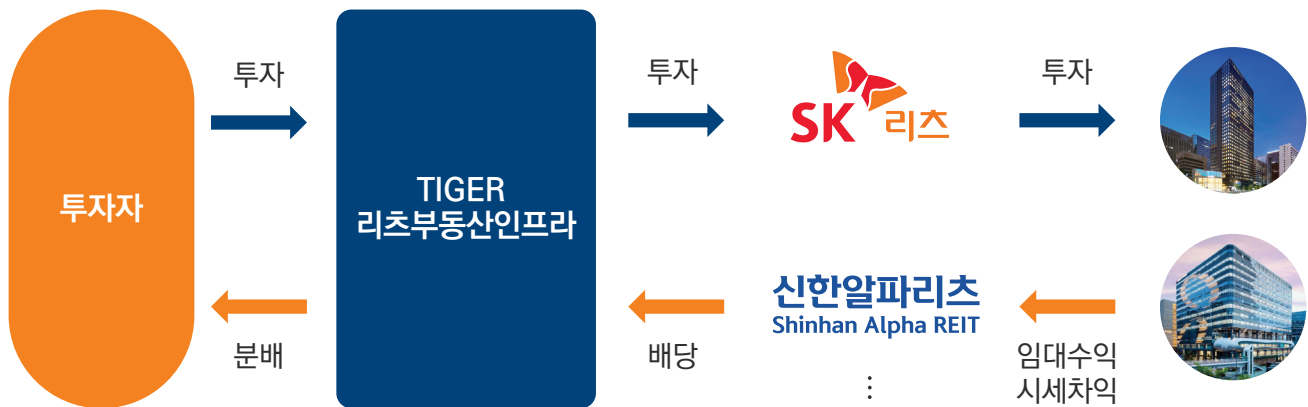 투자자
투자
TIGER
리츠부동산인프라
투자
SK 리츠
투자
분배
배당
신한알파리츠
Shinhan Alpha REIT
⋮
임대수익
시세차익